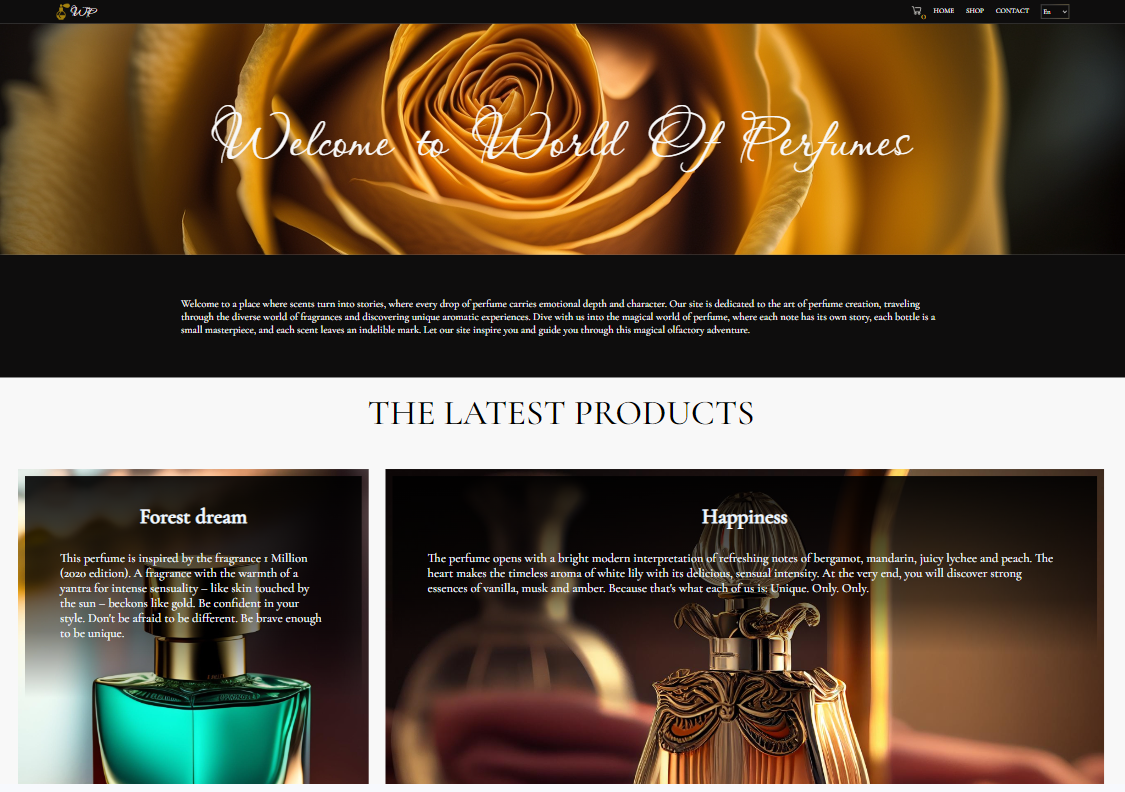 WP
0
HOME
SHOP
CONTACT
En
Welcome to World Of Perfumes
Welcome to a place where scents turn into stories, where every drop of perfume carries emotional depth and character. Our site is dedicated to the art of perfume creation, traveling
through the diverse world of fragrances and discovering unique aromatic experiences. Dive with us into the magical world of perfume, where each note has its own story, each bottle is a
small masterpiece, and each scent leaves an indelible mark. Let our site inspire you and guide you through this magical olfactory adventure.
THE LATEST PRODUCTS
Forest dream
This perfume is inspired by the fragrance 1 Million
(2020 edition). A fragrance with the warmth of a
yantra for intense sensuality – like skin touched by
the sun – beckons like gold. Be confident in your
style. Don't be afraid to be different. Be brave enough
to be unique.
Happiness
The perfume opens with a bright modern interpretation of refreshing notes of bergamot, mandarin, juicy lychee and peach. The
heart makes the timeless aroma of white lily with its delicious, sensual intensity. At the very end, you will discover strong
essences of vanilla, musk and amber. Because that's what each of us is: Unique. Only. Only.